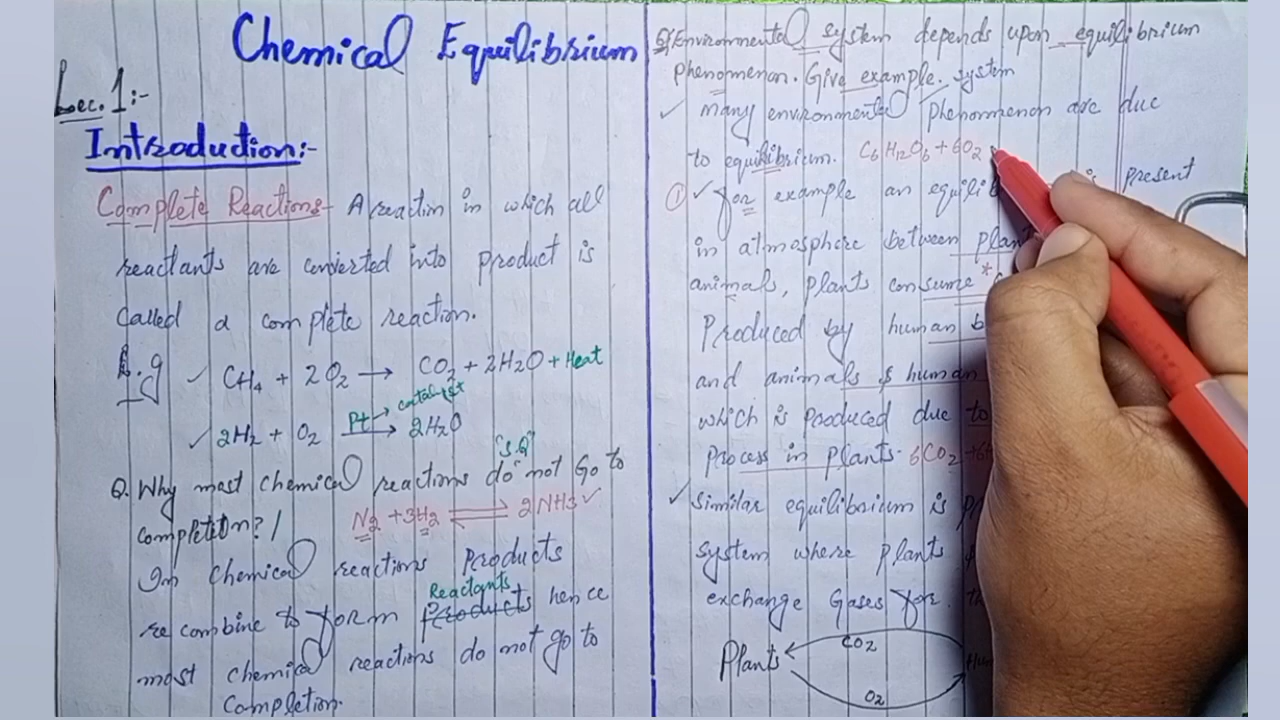 Chemical Equilibrium
Lec. 1:-
Introduction:-
Complete Reactions:- A reaction in which all
reactants are converted into product is
called a complete reaction.
E.g ✓ CH4 + 2O2 → CO2 + 2H2O + Heat
Pt → catalyst
✓ 2H2 + O2 → 2H2O
"S.Q"
Q. Why most chemical reactions do not Go to
completion? / N2 + 3H2 ⇌ 2NH3 ✓
In chemical reactions Products
Reactants
recombine to form Products hence
most chemical reactions do not go to
completion.
Q Environmental system depends upon equilibrium
phenomenon. Give example. system
✓ Many environmental phenomenon are due
to equilibrium. C6H12O6 + 6O2
① ✓ for example an is present
in atmosphere between
animals, plants consume *
Produced by human
and animals & human
which is produced due to
process in plants. 6CO2 +
✓ Similar equilibrium is
system where plants
exchange Gases for
Plants CO2
O2